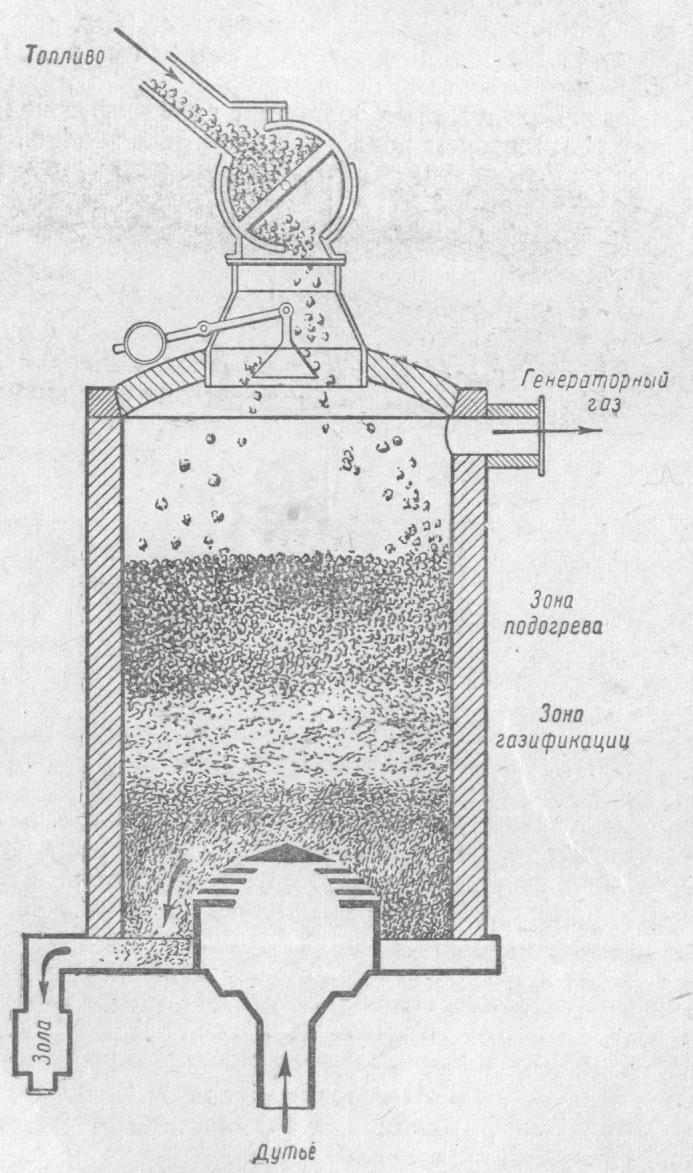 Топливо
Генераторный
газ
Зона
подогрева
Зона
газификации
Зола
Дутьё